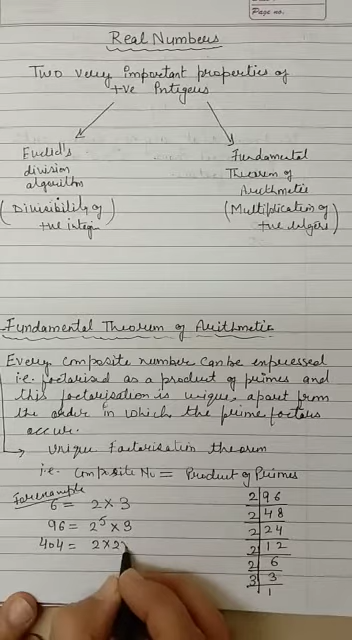 Page no.
Real Numbers
Two very important properties of
+ve Integers
Euclid's
division
algorithm
(Divisibility of
+ve integ
Fundamental
Theorem of
Arithmetic
(Multiplication of
+ve integers)
Fundamental Theorem of Arithmetic
Every composite number can be expressed
i.e. factorised as a product of primes and
this factorisation is unique, apart from
the order in which the prime factors
occur.
→ Unique Factorisation theorem
i.e. Composite No = Product of Primes
For example
6 = 2 × 3
96 = 2⁵ × 3
404 = 2 × 2
2 | 96
2 | 48
2 | 24
2 | 12
2 | 6
3 | 3
1